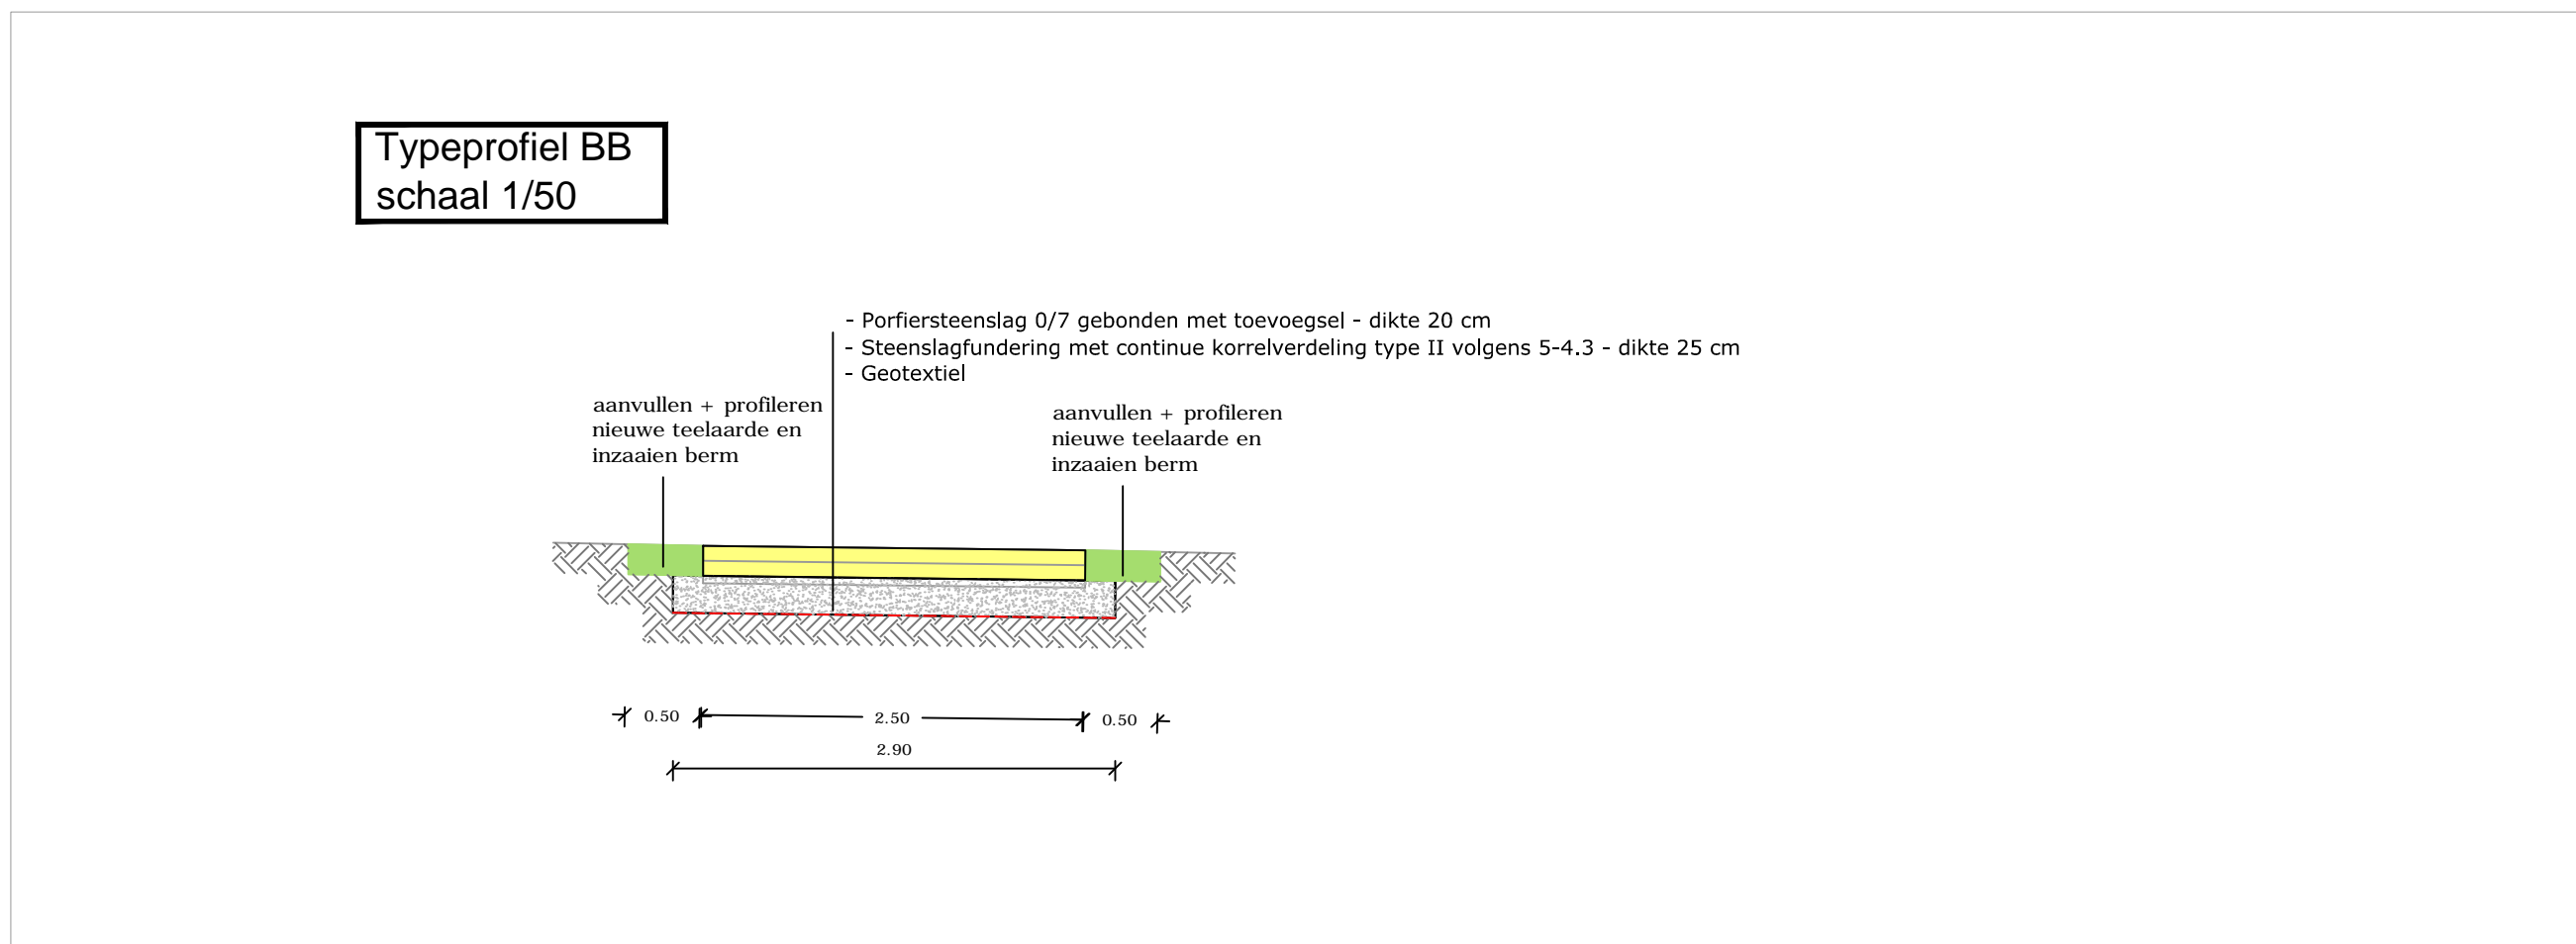 Typeprofiel BB
schaal 1/50
- Porfiersteenslag 0/7 gebonden met toevoegsel - dikte 20 cm
- Steenslagfundering met continue korrelverdeling type II volgens 5-4.3 - dikte 25 cm
- Geotextiel
aanvullen + profileren
nieuwe teelaarde en
inzaaien berm
aanvullen + profileren
nieuwe teelaarde en
inzaaien berm
0.50
2.50
0.50
2.90